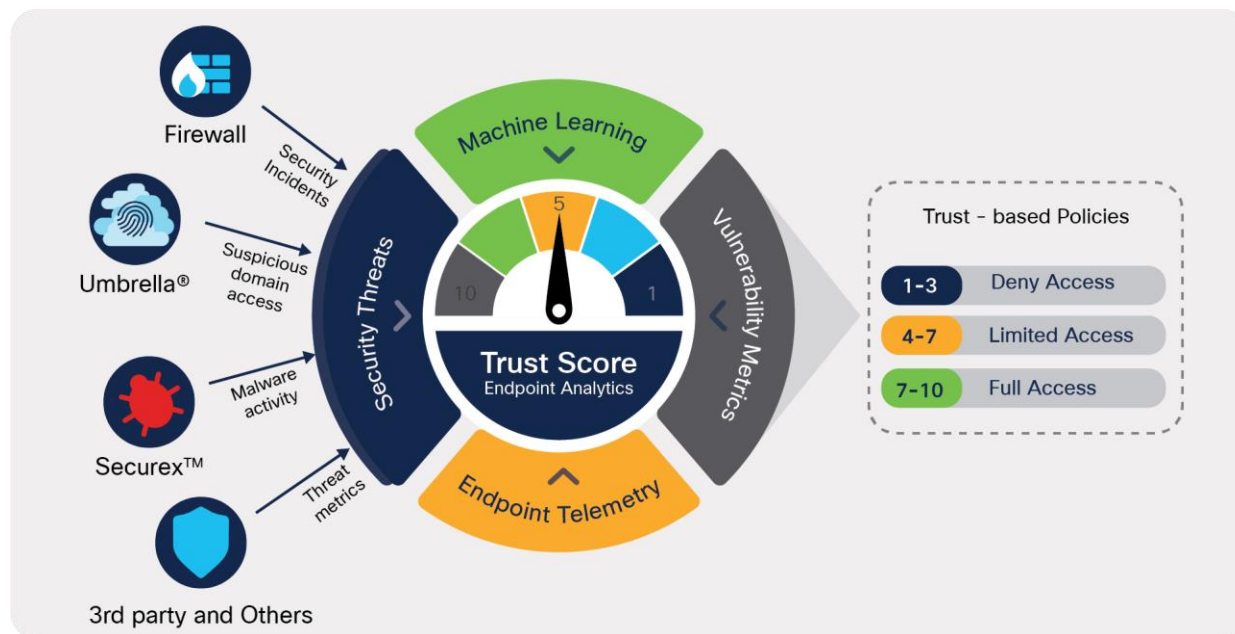 Firewall
Security
Incidents
Umbrella®
Suspicious
domain
access
Securex™
Malware
activity
3rd party and Others
Threat
metrics
Security Threats
Machine Learning
Vulnerability Metrics
Endpoint Telemetry
10
5
1
Trust Score
Endpoint Analytics
Trust - based Policies
1-3 Deny Access
4-7 Limited Access
7-10 Full Access